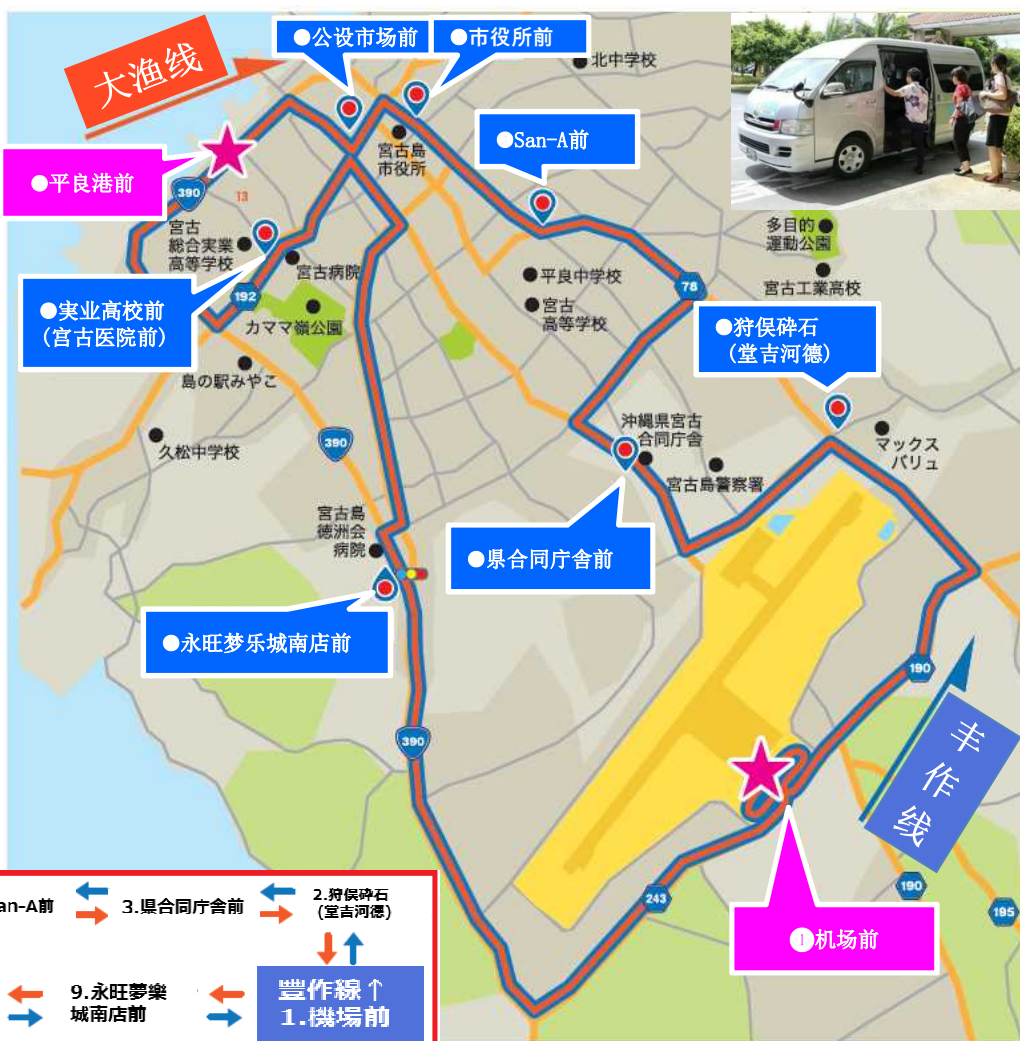 ●公设市场前
●市役所前
北中学校
大渔线
●San-A前
宮古島
市役所
●平良港前
390
13
宮古
総合実業
高等学校
宮古病院
多目的
運動公園
平良中学校
宮古工業高校
78
192
宮古
高等学校
●実业高校前
(宫古医院前)
カママ嶺公園
●狩俣砕石
(堂吉河德)
島の駅みやこ
沖縄県宮古
合同庁舎
マックス
バリュ
390
久松中学校
宮古島警察署
宮古島
徳洲会
病院
●県合同庁舎前
●永旺梦乐城南店前
190
390
丰作线
243
190
195
❶机场前
an-A前
3.県合同庁舎前
2.狩俣砕石
(堂吉河德)
9.永旺夢樂
城南店前
豐作線↑
1.機場前